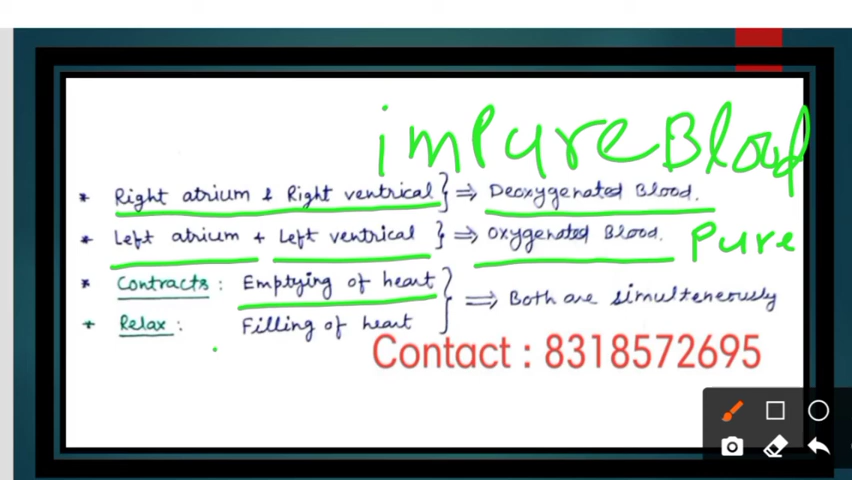 imPureBlood
* Right atrium & Right ventrical } ⇒ Deoxygenated Blood.
* Left atrium + Left ventrical } ⇒ Oxygenated Blood. Pure
* Contracts : Emptying of heart
} ⇒ Both are simulteneously
* Relax : Filling of heart
Contact : 8318572695